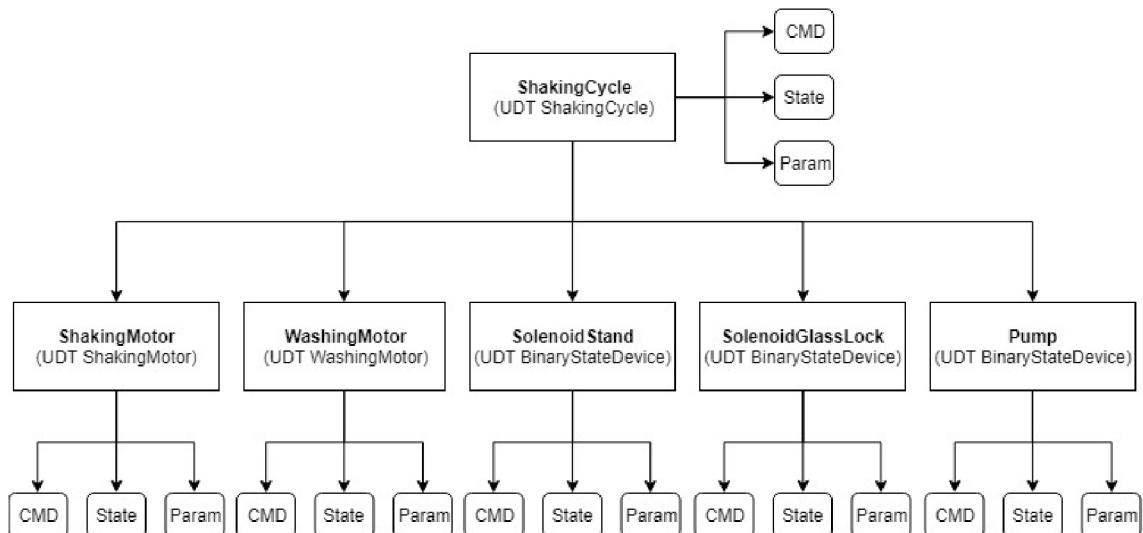 CMD
ShakingCycle
(UDT ShakingCycle)
State
Param
ShakingMotor
(UDT ShakingMotor)
WashingMotor
(UDT WashingMotor)
SolenoidStand
(UDT BinaryStateDevice)
SolenoidGlassLock
(UDT BinaryStateDevice)
Pump
(UDT BinaryStateDevice)
CMD
State
Param
CMD
State
Param
CMD
State
Param
CMD
State
Param
CMD
State
Param